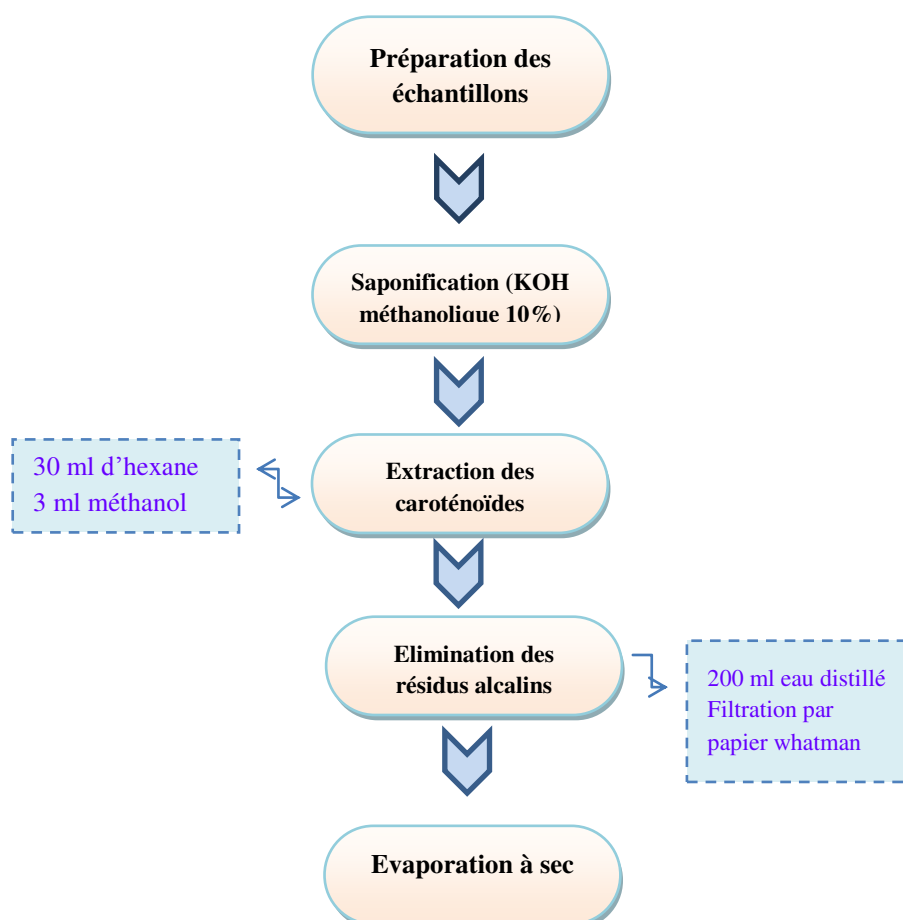 Préparation des
échantillons
Saponification (KOH
méthanolique 10%)
30 ml d’hexane
3 ml méthanol
Extraction des
caroténoïdes
Elimination des
résidus alcalins
200 ml eau distillé
Filtration par
papier whatman
Evaporation à sec